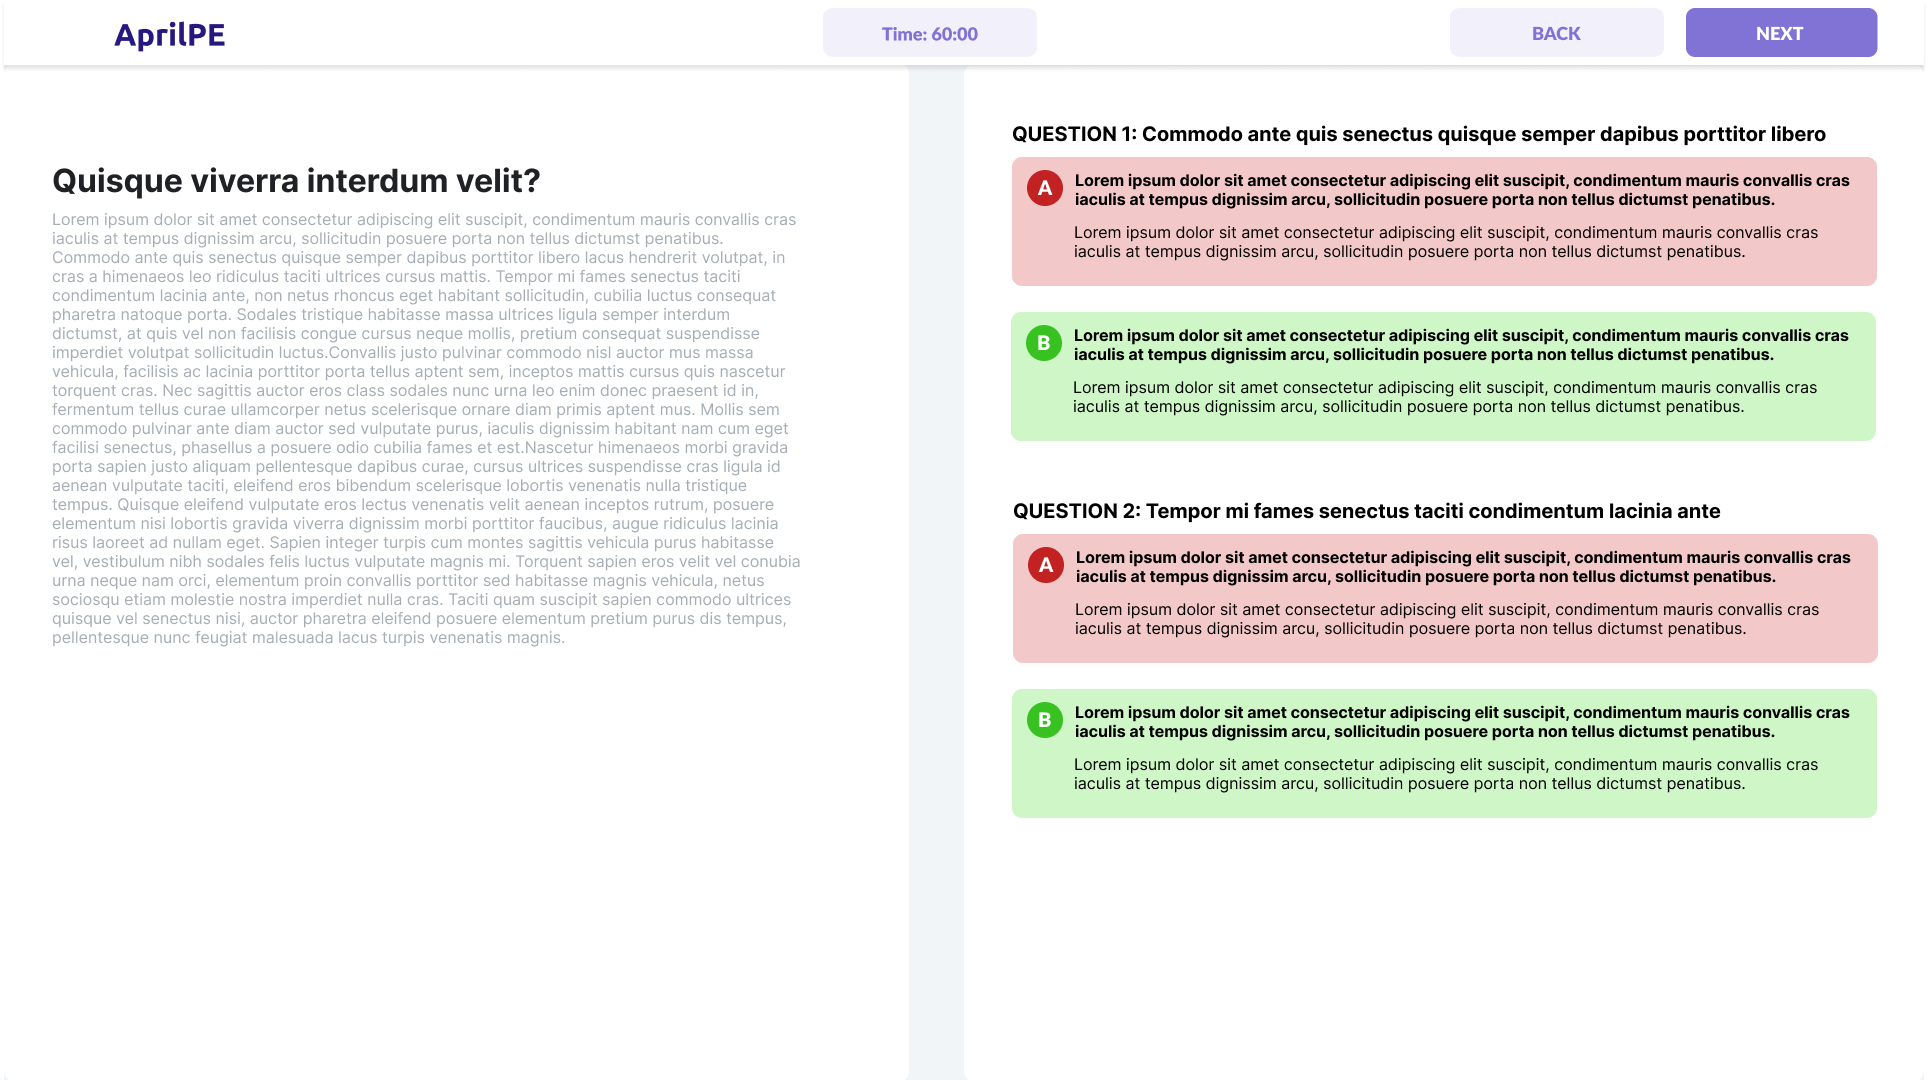 AprilPE
Time: 60:00
BACK
NEXT
Quisque viverra interdum velit?
Lorem ipsum dolor sit amet consectetur adipiscing elit suscipit, condimentum mauris convallis cras
iaculis at tempus dignissim arcu, sollicitudin posuere porta non tellus dictumst penatibus.
Commodo ante quis senectus quisque semper dapibus porttitor libero lacus hendrerit volutpat, in
cras a himenaeos leo ridiculus taciti ultrices cursus mattis. Tempor mi fames senectus taciti
condimentum lacinia ante, non netus rhoncus eget habitant sollicitudin, cubilia luctus consequat
pharetra natoque porta. Sodales tristique habitasse massa ultrices ligula semper interdum
dictumst, at quis vel non facilisis congue cursus neque mollis, pretium consequat suspendisse
imperdiet volutpat sollicitudin luctus.Convallis justo pulvinar commodo nisl auctor mus massa
vehicula, facilisis ac lacinia porttitor porta tellus aptent sem, inceptos mattis cursus quis nascetur
torquent cras. Nec sagittis auctor eros class sodales nunc urna leo enim donec praesent id in,
fermentum tellus curae ullamcorper netus scelerisque ornare diam primis aptent mus. Mollis sem
commodo pulvinar ante diam auctor sed vulputate purus, iaculis dignissim habitant nam cum eget
facilisi senectus, phasellus a posuere odio cubilia fames et est.Nascetur himenaeos morbi gravida
porta sapien justo aliquam pellentesque dapibus curae, cursus ultrices suspendisse cras ligula id
aenean vulputate taciti, eleifend eros bibendum scelerisque lobortis venenatis nulla tristique
tempus. Quisque eleifend vulputate eros lectus venenatis velit aenean inceptos rutrum, posuere
elementum nisi lobortis gravida viverra dignissim morbi porttitor faucibus, augue ridiculus lacinia
risus laoreet ad nullam eget. Sapien integer turpis cum montes sagittis vehicula purus habitasse
vel, vestibulum nibh sodales felis luctus vulputate magnis mi. Torquent sapien eros velit vel conubia
urna neque nam orci, elementum proin convallis porttitor sed habitasse magnis vehicula, netus
sociosqu etiam molestie nostra imperdiet nulla cras. Taciti quam suscipit sapien commodo ultrices
quisque vel senectus nisi, auctor pharetra eleifend posuere elementum pretium purus dis tempus,
pellentesque nunc feugiat malesuada lacus turpis venenatis magnis.
QUESTION 1: Commodo ante quis senectus quisque semper dapibus porttitor libero
A
Lorem ipsum dolor sit amet consectetur adipiscing elit suscipit, condimentum mauris convallis cras
iaculis at tempus dignissim arcu, sollicitudin posuere porta non tellus dictumst penatibus.
Lorem ipsum dolor sit amet consectetur adipiscing elit suscipit, condimentum mauris convallis cras
iaculis at tempus dignissim arcu, sollicitudin posuere porta non tellus dictumst penatibus.
B
Lorem ipsum dolor sit amet consectetur adipiscing elit suscipit, condimentum mauris convallis cras
iaculis at tempus dignissim arcu, sollicitudin posuere porta non tellus dictumst penatibus.
Lorem ipsum dolor sit amet consectetur adipiscing elit suscipit, condimentum mauris convallis cras
iaculis at tempus dignissim arcu, sollicitudin posuere porta non tellus dictumst penatibus.
QUESTION 2: Tempor mi fames senectus taciti condimentum lacinia ante
A
Lorem ipsum dolor sit amet consectetur adipiscing elit suscipit, condimentum mauris convallis cras
iaculis at tempus dignissim arcu, sollicitudin posuere porta non tellus dictumst penatibus.
Lorem ipsum dolor sit amet consectetur adipiscing elit suscipit, condimentum mauris convallis cras
iaculis at tempus dignissim arcu, sollicitudin posuere porta non tellus dictumst penatibus.
B
Lorem ipsum dolor sit amet consectetur adipiscing elit suscipit, condimentum mauris convallis cras
iaculis at tempus dignissim arcu, sollicitudin posuere porta non tellus dictumst penatibus.
Lorem ipsum dolor sit amet consectetur adipiscing elit suscipit, condimentum mauris convallis cras
iaculis at tempus dignissim arcu, sollicitudin posuere porta non tellus dictumst penatibus.